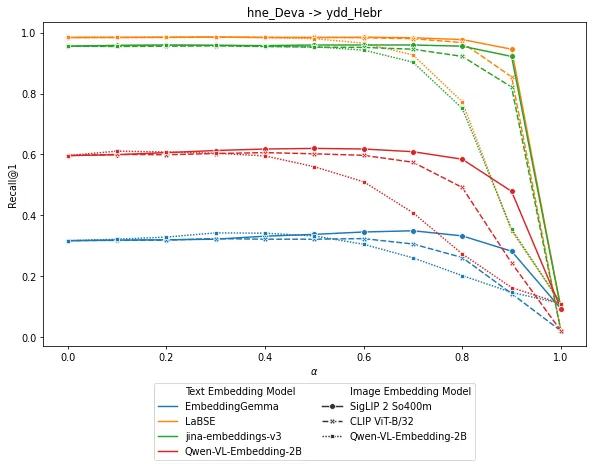 hne_Deva -> ydd_Hebr
Recall@1
1.0
0.8
0.6
0.4
0.2
0.0
0.0 0.2 0.4 0.6 0.8 1.0
α
Text Embedding Model
EmbeddingGemma
LaBSE
jina-embeddings-v3
Qwen-VL-Embedding-2B
Image Embedding Model
SigLIP 2 So400m
CLIP ViT-B/32
Qwen-VL-Embedding-2B